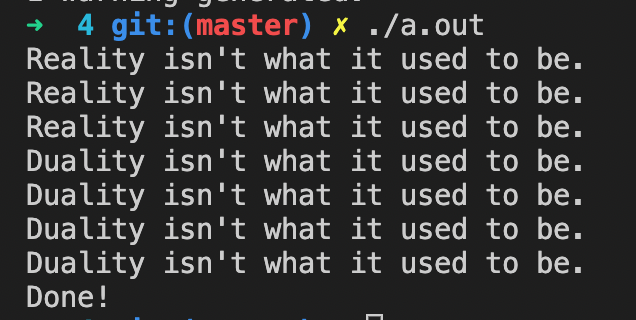 1 warning generated.
➜ 4 git:(master) ✗ ./a.out
Reality isn't what it used to be.
Reality isn't what it used to be.
Reality isn't what it used to be.
Duality isn't what it used to be.
Duality isn't what it used to be.
Duality isn't what it used to be.
Duality isn't what it used to be.
Done!